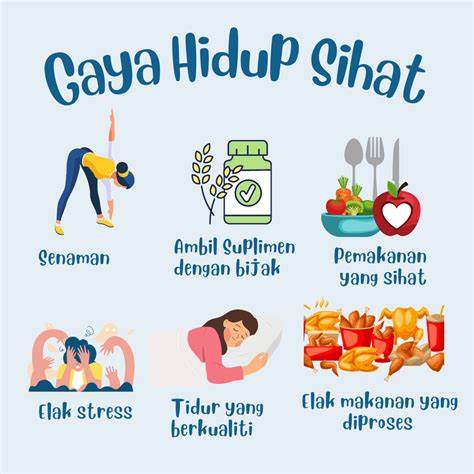 Gaya Hidup Sihat
Senaman
Ambil Suplimen
dengan bijak
Pemakanan
yang sihat
Elak stress
Tidur yang
berkualiti
Elak makanan yang
diproses